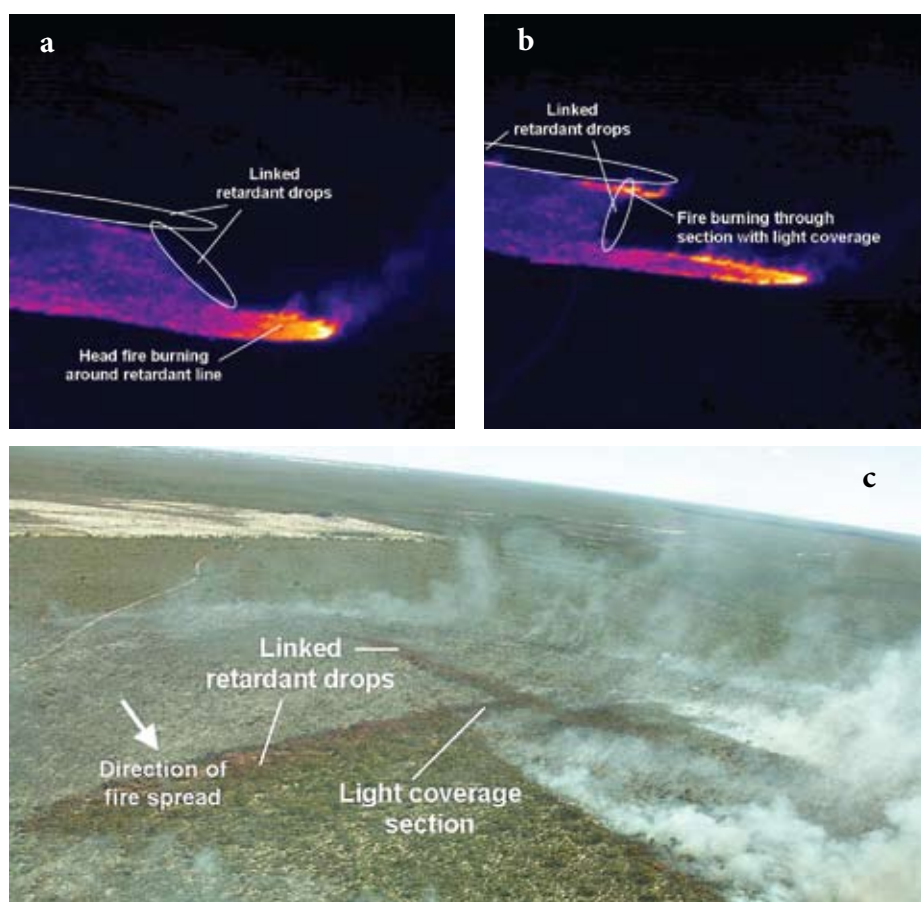 a
Linked
retardant drops
Head fire burning
around retardant line
b
Linked
retardant drops
Fire burning through
section with light coverage
c
Linked
retardant drops
Direction of
fire spread
Light coverage
section